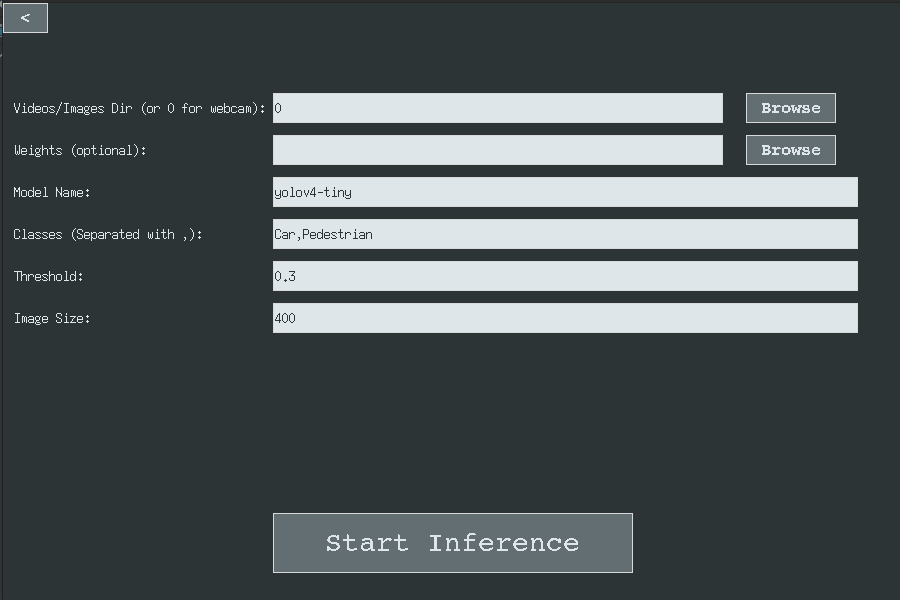 <
Videos/Images Dir (or 0 for webcam): 0 Browse
Weights (optional): Browse
Model Name: yolov4-tiny
Classes (Separated with ,): Car,Pedestrian
Threshold: 0.3
Image Size: 400
Start Inference